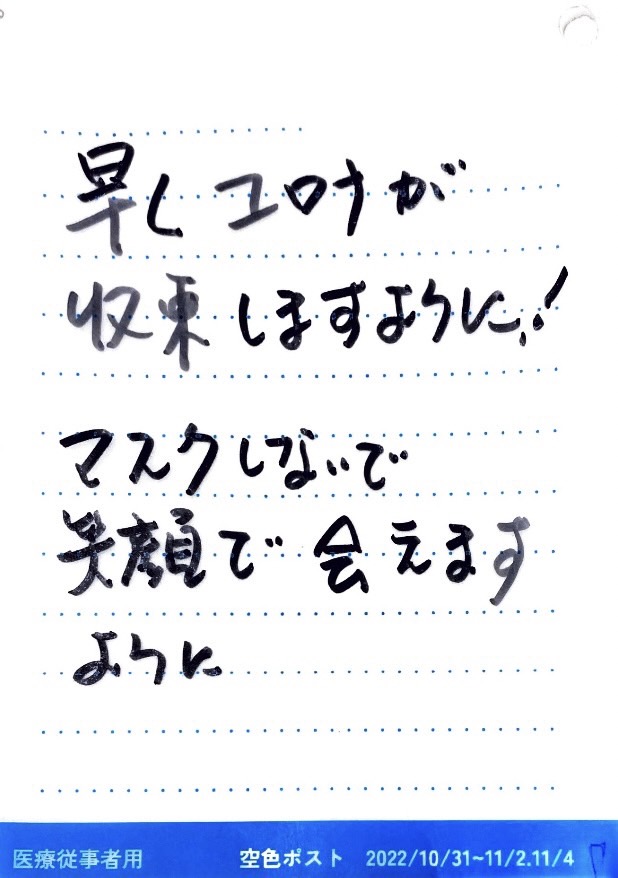 早くコロナが
収束しますように!
マスクしないで
笑顔で会えます
ように
医療従事者用 空色ポスト 2022/10/31~11/2.11/4